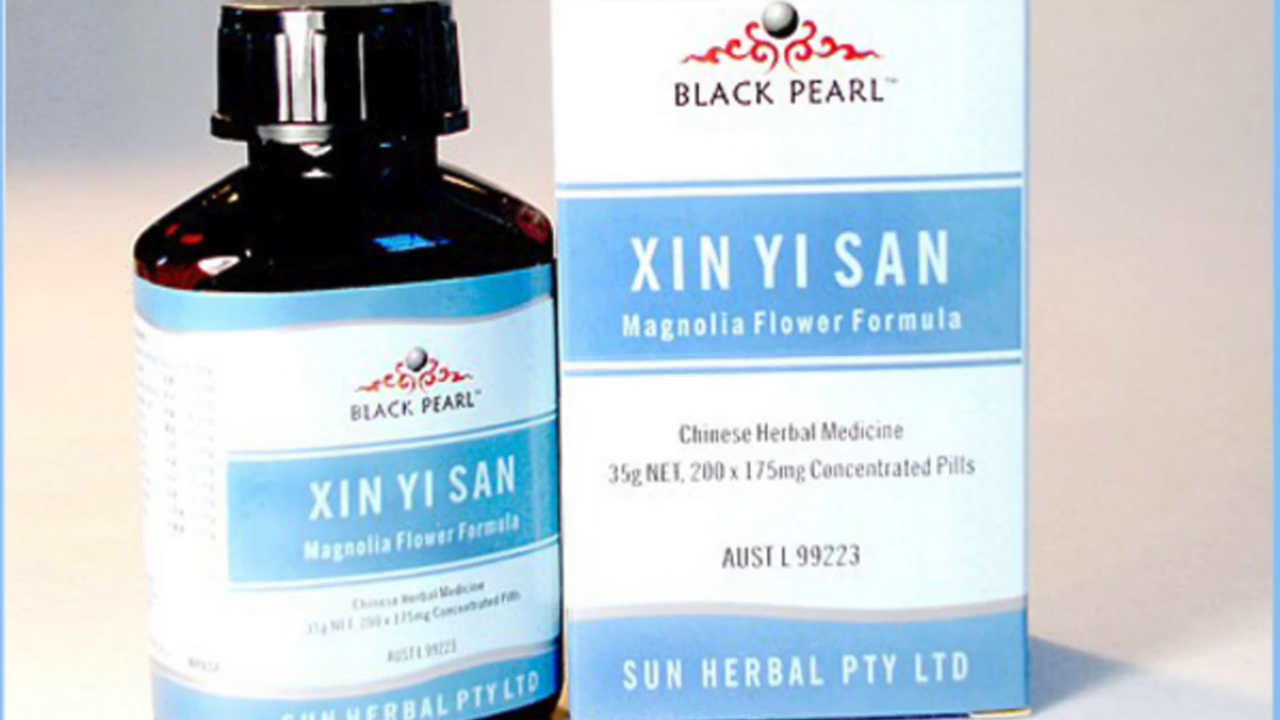 BLACK PEARL™
XIN YI SAN
Magnolia Flower Formula
Chinese Herbal Medicine
35g NET, 200 x 175mg Concentrated Pills
AUST L 99223
SUN HERBAL PTY LTD
BLACK PEARL™
XIN YI SAN
Magnolia Flower Formula
Chinese Herbal Medicine
35g NET, 200 x 175mg Concentrated Pills
AUST L 99223
SUN HERBAL PTY LTD